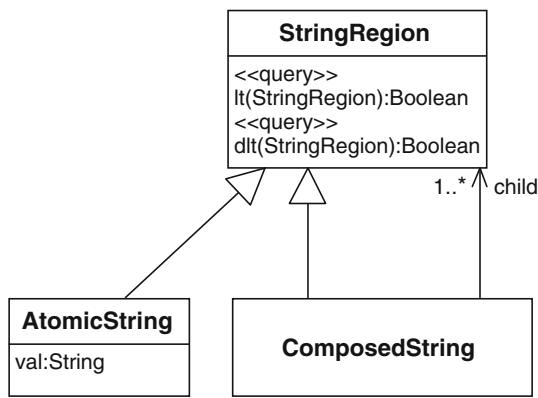 StringRegion
<<query>>
lt(StringRegion):Boolean
<<query>>
dlt(StringRegion):Boolean
1..* child
AtomicString
val:String
ComposedString